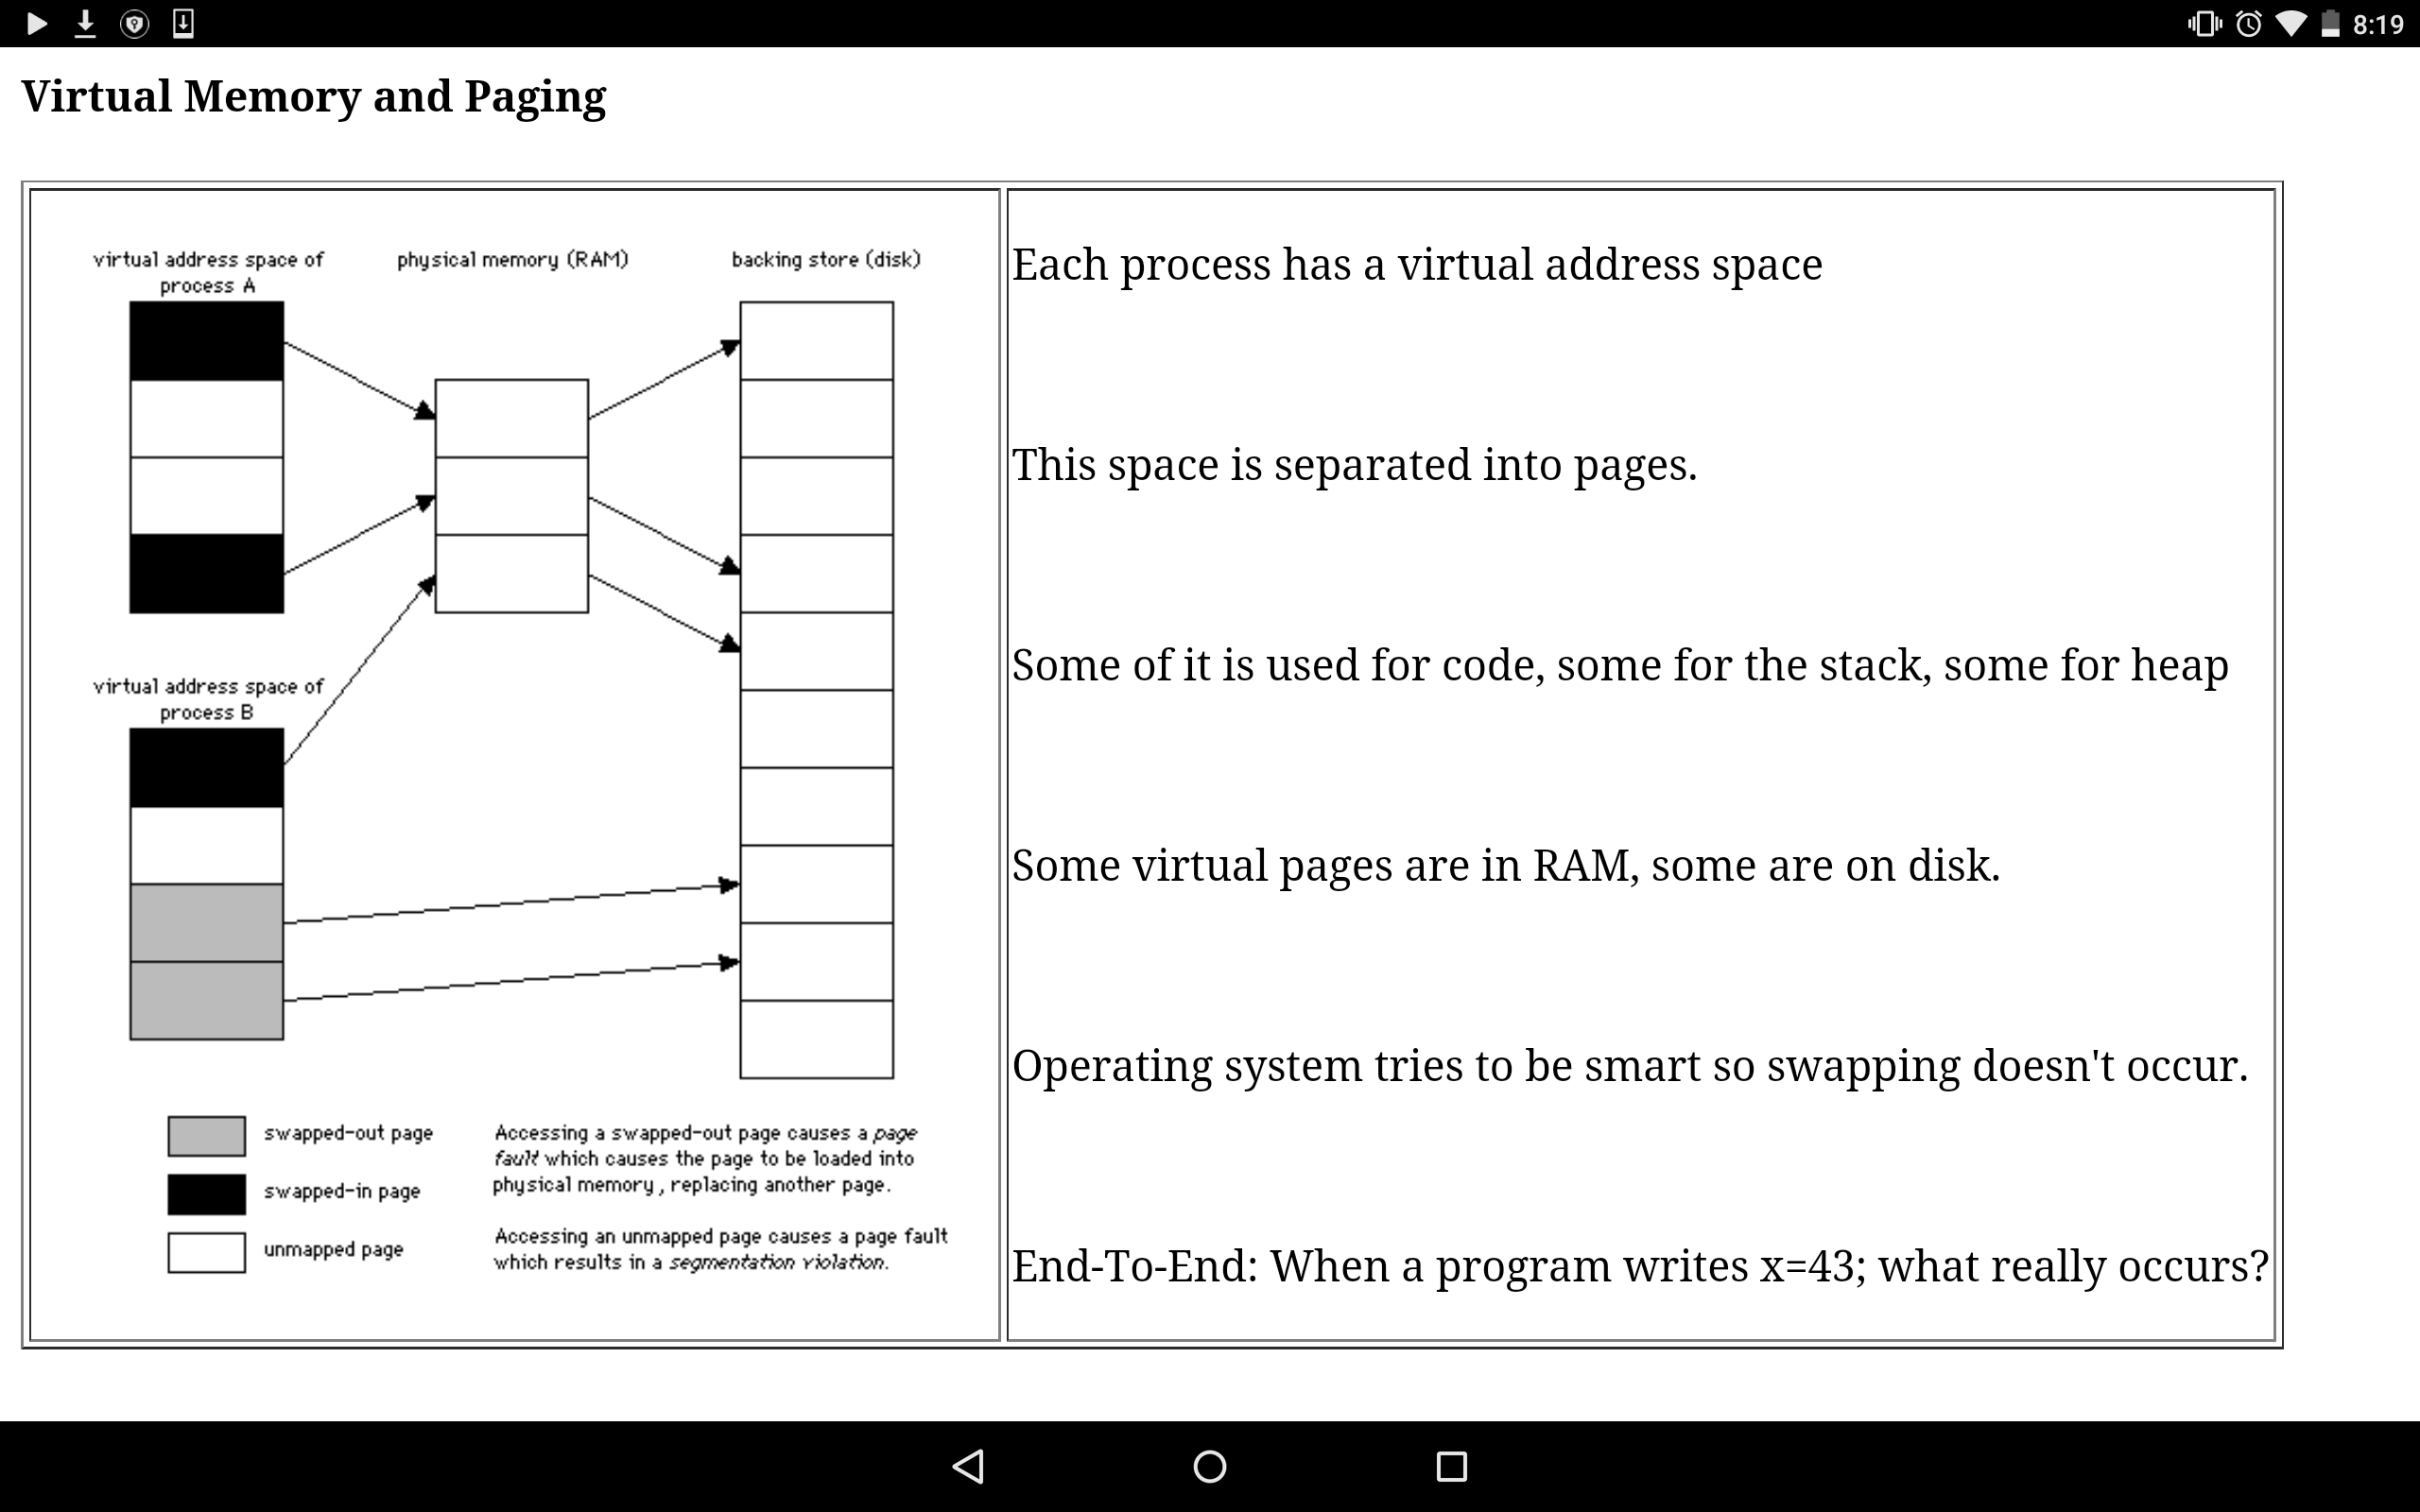 8:19
Virtual Memory and Paging
virtual address space of
process A
physical memory (RAM)
backing store (disk)
virtual address space of
process B
swapped-out page
swapped-in page
unmapped page
Accessing a swapped-out page causes a page
fault which causes the page to be loaded into
physical memory, replacing another page.
Accessing an unmapped page causes a page fault
which results in a segmentation violation.
Each process has a virtual address space
This space is separated into pages.
Some of it is used for code, some for the stack, some for heap
Some virtual pages are in RAM, some are on disk.
Operating system tries to be smart so swapping doesn't occur.
End-To-End: When a program writes x=43; what really occurs?